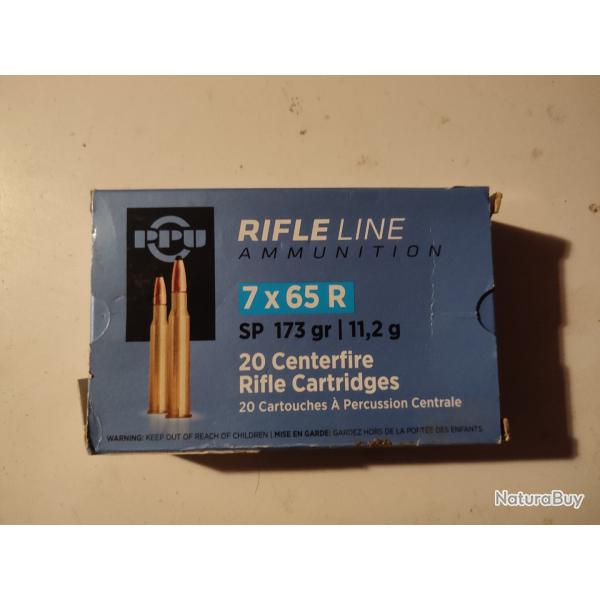 PPU
RIFLE LINE
AMMUNITION
7 x 65 R
SP 173 gr | 11,2 g
20 Centerfire
Rifle Cartridges
20 Cartouches À Percussion Centrale
WARNING: KEEP OUT OF REACH OF CHILDREN | MISE EN GARDE: GARDEZ HORS DE LA PORTÉE DES ENFANTS
NaturaBuy